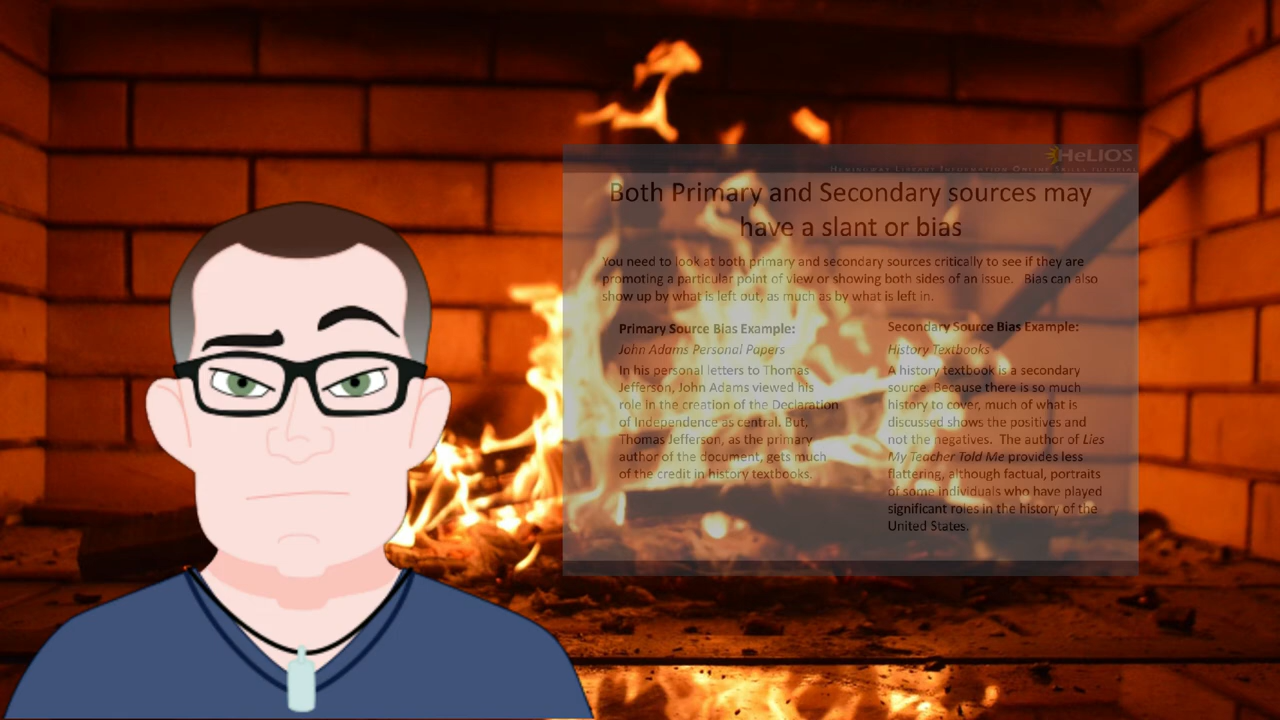 HeLIOS
Hemingway Library Information Online Skills Tutorial
Both Primary and Secondary sources may
have a slant or bias
You need to look at both primary and secondary sources critically to see if they are
promoting a particular point of view or showing both sides of an issue.   Bias can also
show up by what is left out, as much as by what is left in.
Primary Source Bias Example:
John Adams Personal Papers
In his personal letters to Thomas
Jefferson, John Adams viewed his
role in the creation of the Declaration
of Independence as central. But,
Thomas Jefferson, as the primary
author of the document, gets much
of the credit in history textbooks.
Secondary Source Bias Example:
History Textbooks
A history textbook is a secondary
source. Because there is so much
history to cover, much of what is
discussed shows the positives and
not the negatives.  The author of Lies
My Teacher Told Me provides less
flattering, although factual, portraits
of some individuals who have played
significant roles in the history of the
United States.